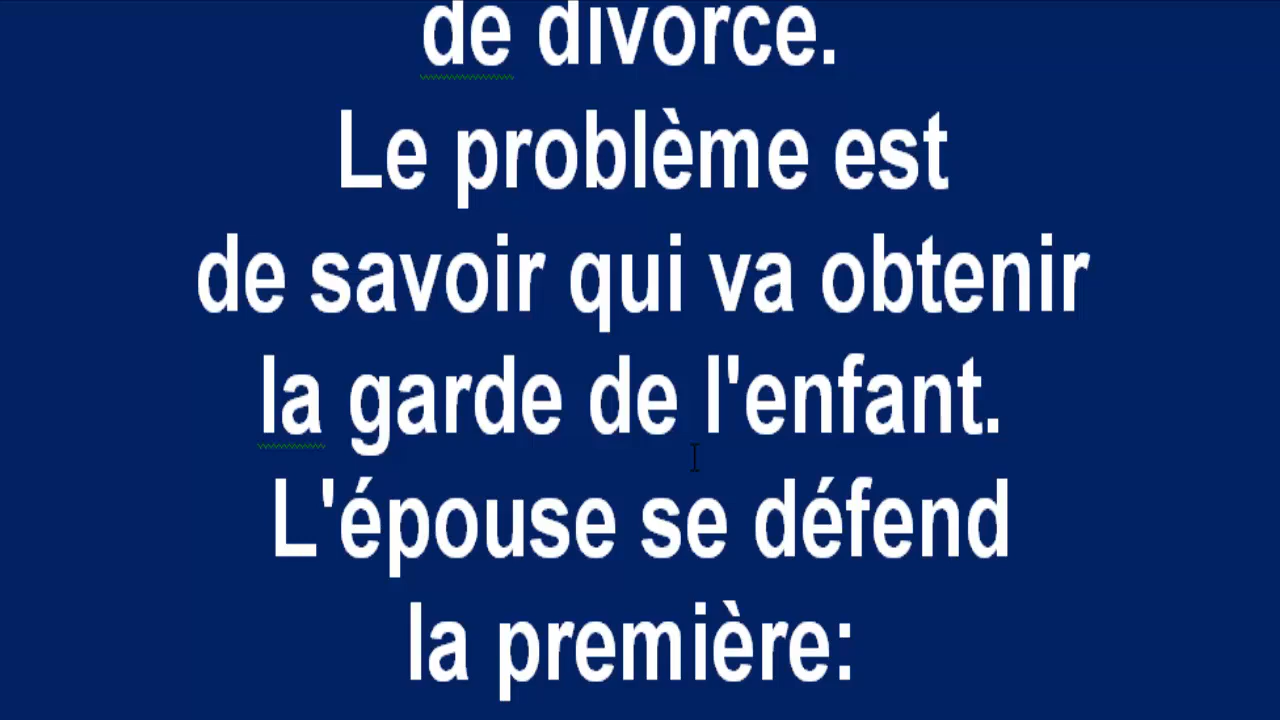 de divorce.
Le problème est
de savoir qui va obtenir
la garde de l'enfant.
L'épouse se défend
la première: